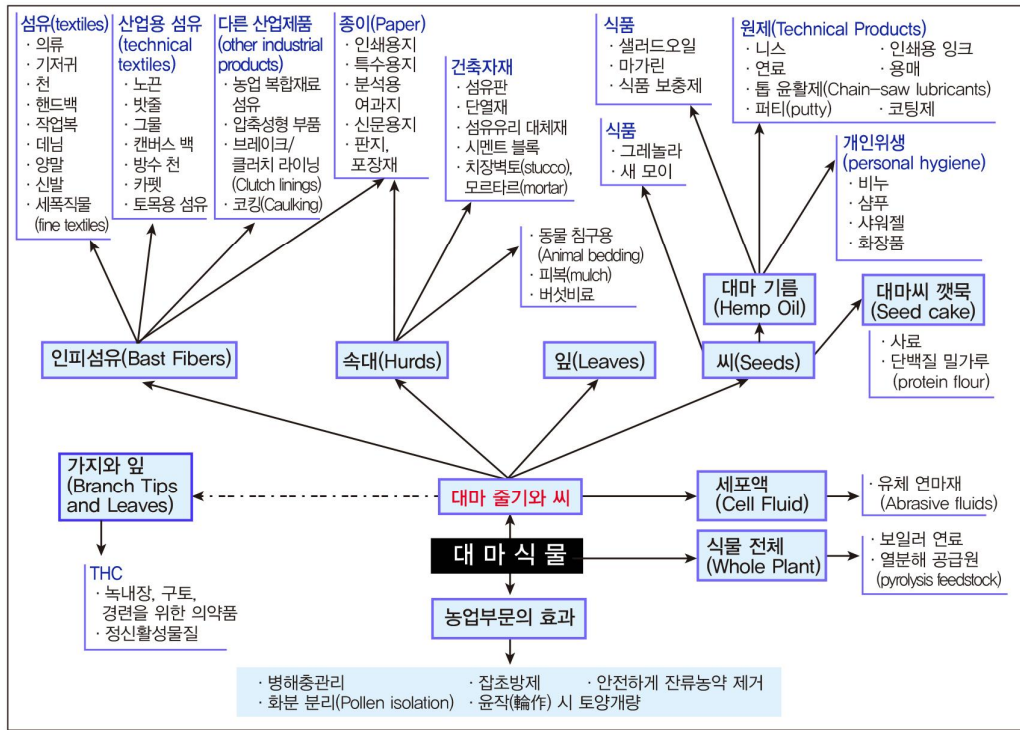 섬유(textiles)
· 의류
· 기저귀
· 천
· 핸드백
· 작업복
· 데님
· 양말
· 신발
· 세폭직물
(fine textiles)
산업용 섬유
(technical
textiles)
· 노끈
· 밧줄
· 그물
· 캔버스 백
· 방수 천
· 카펫
· 토목용 섬유
다른 산업제품
(other industrial
products)
· 농업 복합재료
섬유
· 압축성형 부품
· 브레이크/
클러치 라이닝
(Clutch linings)
· 코킹(Caulking)
종이(Paper)
· 인쇄용지
· 특수용지
· 분석용
여과지
· 신문용지
· 판지,
포장재
건축자재
· 섬유판
· 단열재
· 섬유유리 대체재
· 시멘트 블록
· 치장벽토(stucco),
모르타르(mortar)
· 동물 침구용
(Animal bedding)
· 피복(mulch)
· 버섯비료
식품
· 샐러드오일
· 마가린
· 식품 보충제
식품
· 그레놀라
· 새 모이
원제(Technical Products)
· 니스 · 인쇄용 잉크
· 연료 · 용매
· 톱 윤활제(Chain-saw lubricants)
· 퍼티(putty) · 코팅제
개인위생
(personal hygiene)
· 비누
· 샴푸
· 샤워젤
· 화장품
대마 기름
(Hemp Oil)
대마씨 깻묵
(Seed cake)
· 사료
· 단백질 밀가루
(protein flour)
인피섬유(Bast Fibers)
속대(Hurds)
잎(Leaves)
씨(Seeds)
가지와 잎
(Branch Tips
and Leaves)
대마 줄기와 씨
세포액
(Cell Fluid)
· 유체 연마재
(Abrasive fluids)
대마식물
식물 전체
(Whole Plant)
· 보일러 연료
· 열분해 공급원
(pyrolysis feedstock)
THC
· 녹내장, 구토,
경련을 위한 의약품
· 정신활성물질
농업부문의 효과
· 병해충관리 · 잡초방제 · 안전하게 잔류농약 제거
· 화분 분리(Pollen isolation) · 윤작(輪作) 시 토양개량